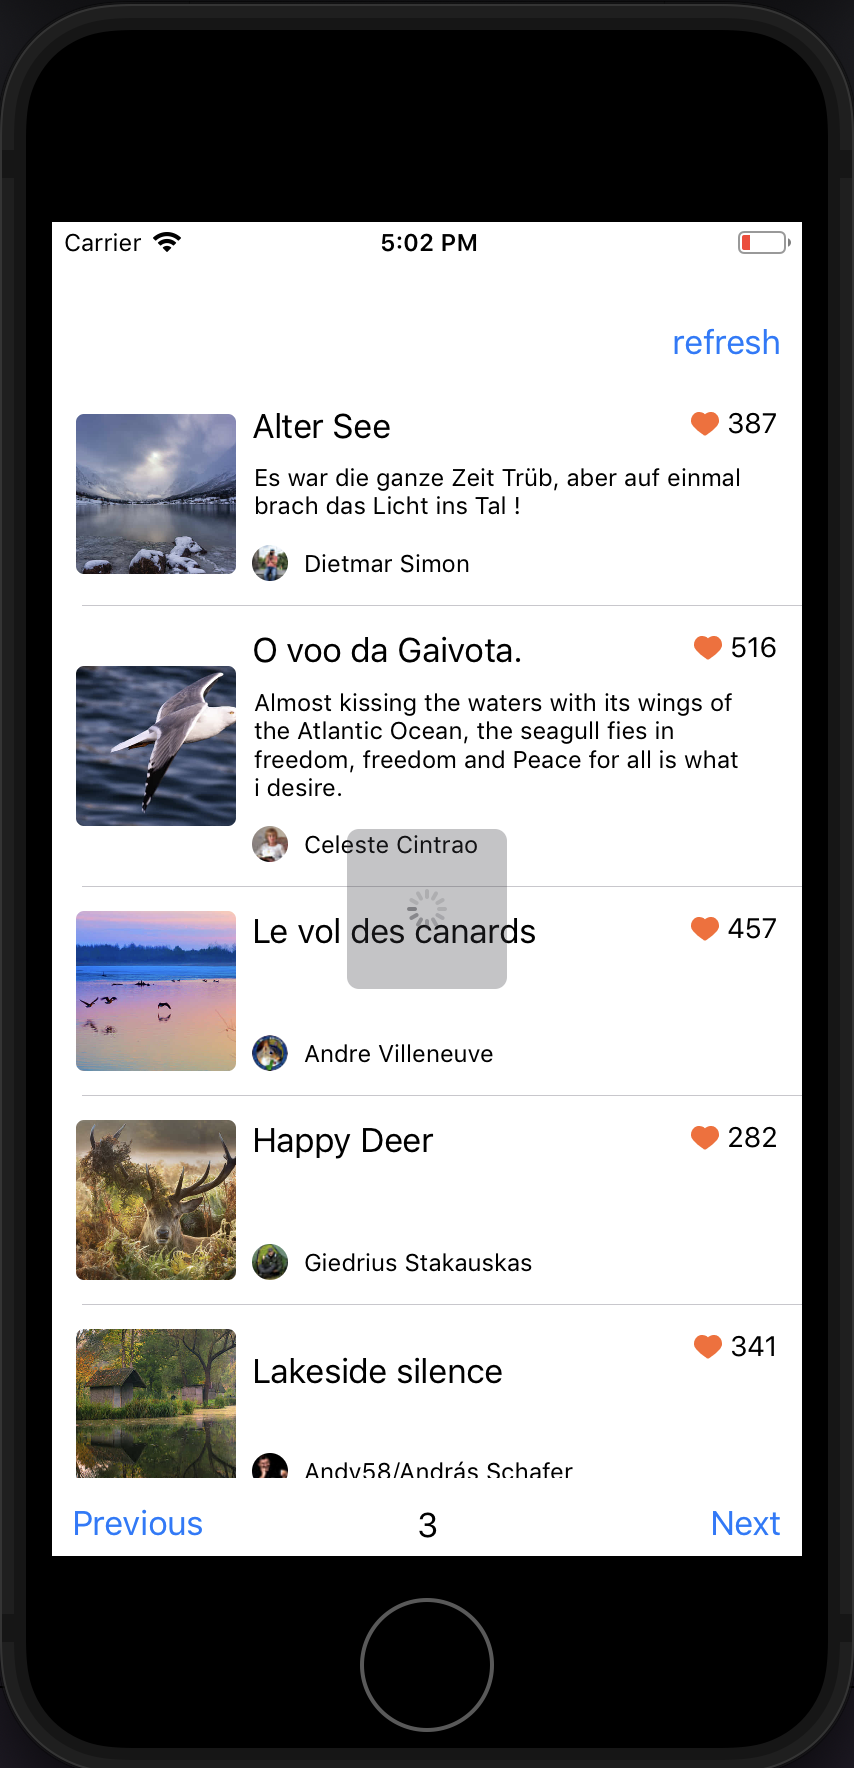 Carrier 5:02 PM
refresh
Alter See 387
Es war die ganze Zeit Trüb, aber auf einmal
brach das Licht ins Tal !
Dietmar Simon
O voo da Gaivota. 516
Almost kissing the waters with its wings of
the Atlantic Ocean, the seagull fies in
freedom, freedom and Peace for all is what
i desire.
Celeste Cintrao
Le vol des canards 457
Andre Villeneuve
Happy Deer 282
Giedrius Stakauskas
341
Lakeside silence
Andy58/András Schafer
Previous 3 Next